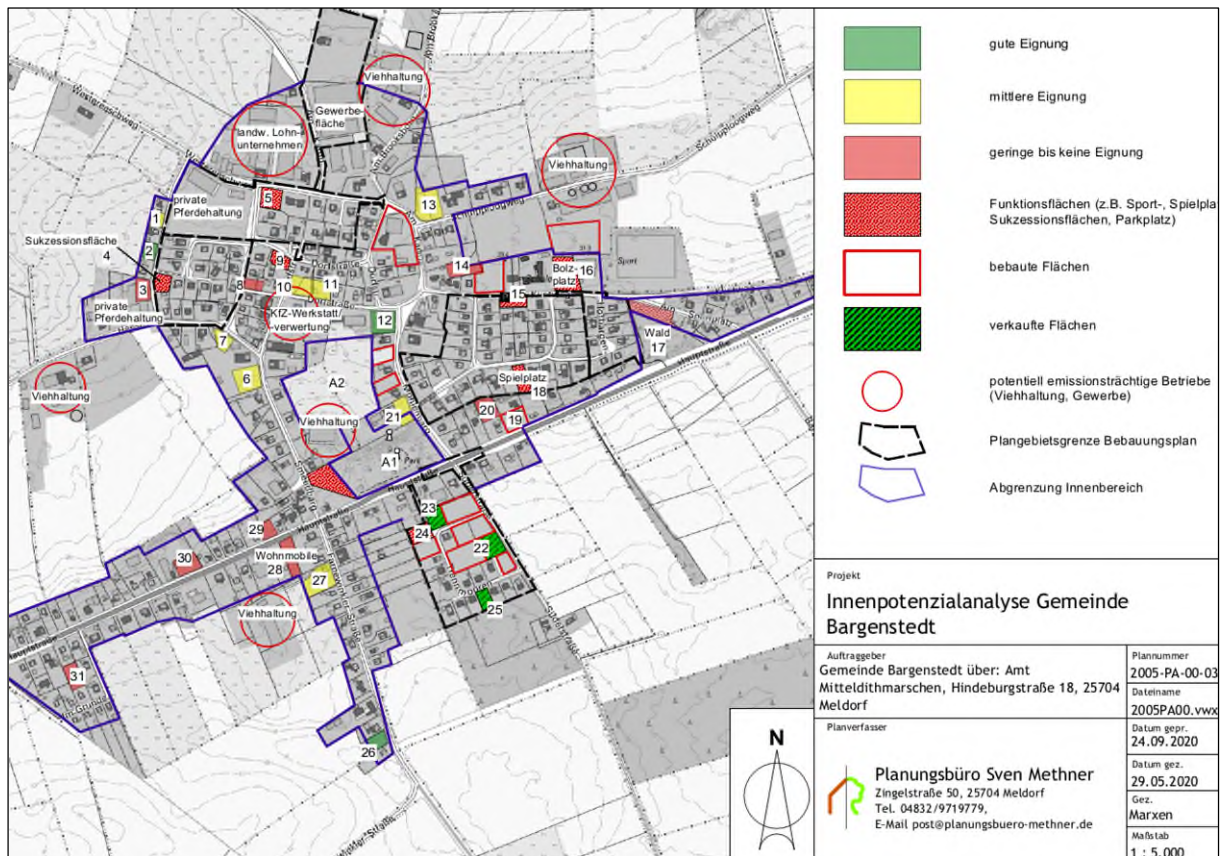 Viehhaltung
Gewerbe-
fläche
landw. Lohn-
unternehmen
Viehhaltung
Schuploogweg
Westerenschweg
private
Pferdehaltung
5
13
1
Sukzessionsfläche
4
2
3
private
Pferdehaltung
9
8
10
11
Dorfstraße
KfZ-Werkstatt/
-verwertung
12
14
15
Bolz-
platz
16
Sport
Wald
17
Hauptstraße
7
6
A2
Viehhaltung
Viehhaltung
Spielplatz
18
21
20
19
A1
Park
Hauptstraße
23
24
22
25
Süderstraße
29
30
Wohnmobile
28
27
Viehhaltung
Hauptstraße
31
26
N
gute Eignung
mittlere Eignung
geringe bis keine Eignung
Funktionsflächen (z.B. Sport-, Spielpla
Sukzessionsflächen, Parkplatz)
bebaute Flächen
verkaufte Flächen
potentiell emissionsträchtige Betriebe
(Viehhaltung, Gewerbe)
Plangebietsgrenze Bebauungsplan
Abgrenzung Innenbereich
Projekt
Innenpotenzialanalyse Gemeinde
Bargenstedt
Auftraggeber
Gemeinde Bargenstedt über: Amt
Mitteldithmarschen, Hindeburgstraße 18, 25704
Meldorf
Plannummer
2005-PA-00-03
Dateiname
2005PA00.vwx
Planverfasser
Planungsbüro Sven Methner
Zingelstraße 50, 25704 Meldorf
Tel. 04832/9719779,
E-Mail post@planungsbuero-methner.de
Datum gepr.
24.09.2020
Datum gez.
29.05.2020
Gez.
Marxen
Maßstab
1 : 5.000